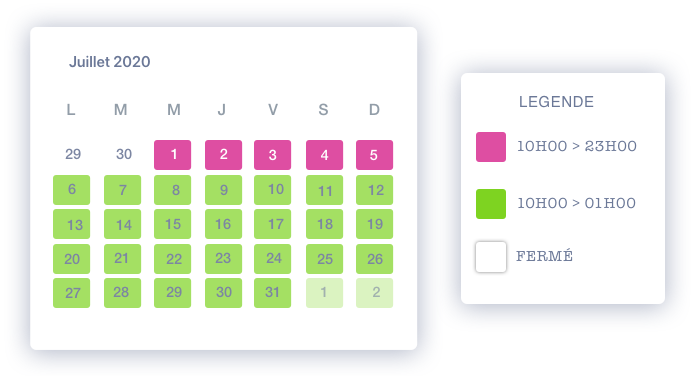 Juillet 2020
L M M J V S D
29 30 1 2 3 4 5
6 7 8 9 10 11 12
13 14 15 16 17 18 19
20 21 22 23 24 25 26
27 28 29 30 31 1 2
LEGENDE
10H00 > 23H00
10H00 > 01H00
FERMÉ